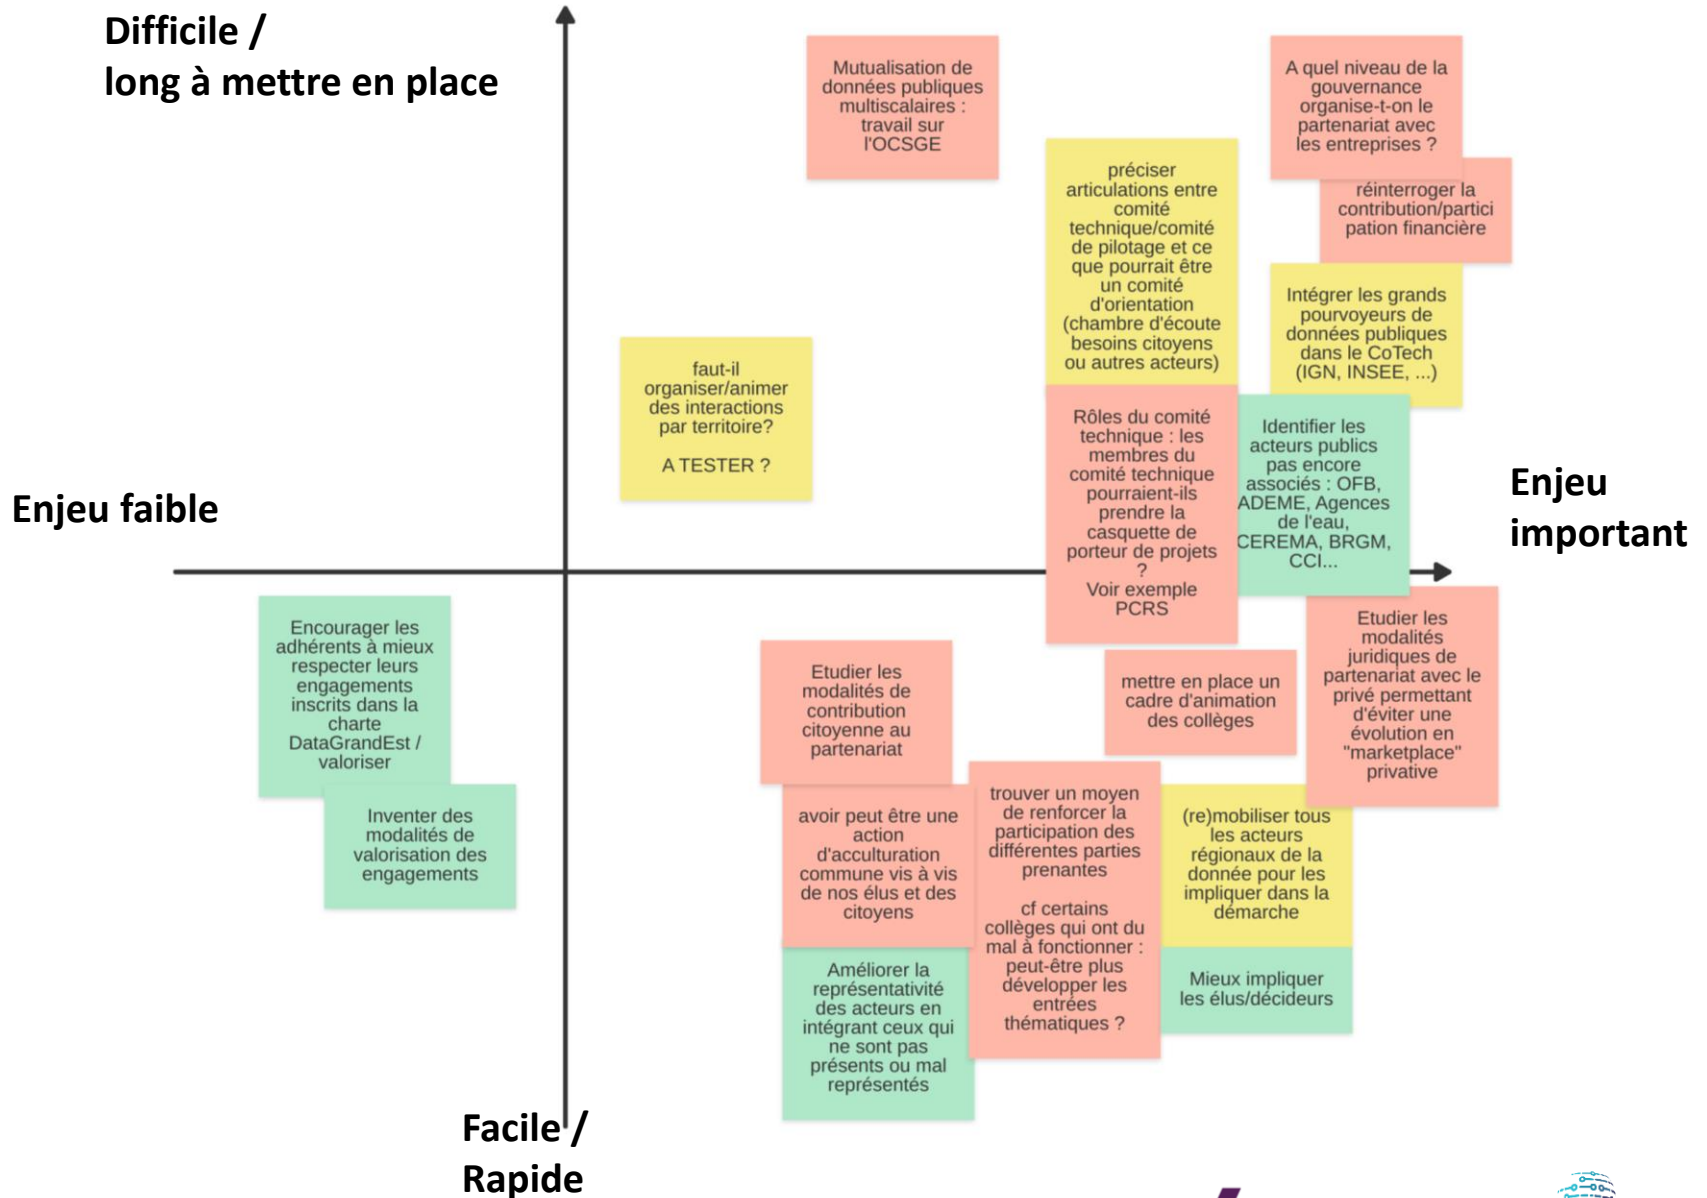 Difficile /
long à mettre en place
Mutualisation de
données publiques
multiscalaires :
travail sur
l'OCSGE
A quel niveau de la
gouvernance
organise-t-on le
partenariat avec
les entreprises ?
réinterroger la
contribution/partici
pation financière
préciser
articulations entre
comité
technique/comité
de pilotage et ce
que pourrait être
un comité
d'orientation
(chambre d'écoute
besoins citoyens
ou autres acteurs)
Intégrer les grands
pourvoyeurs de
données publiques
dans le CoTech
(IGN, INSEE, ...)
faut-il
organiser/animer
des interactions
par territoire?
A TESTER ?
Rôles du comité
technique : les
membres du
comité technique
pourraient-ils
prendre la
casquette de
porteur de projets
?
Voir exemple
PCRS
Identifier les
acteurs publics
pas encore
associés : OFB,
ADEME, Agences
de l'eau,
CEREMA, BRGM,
CCI...
Enjeu faible
Enjeu
important
Encourager les
adhérents à mieux
respecter leurs
engagements
inscrits dans la
charte
DataGrandEst /
valoriser
Inventer des
modalités de
valorisation des
engagements
Etudier les
modalités de
contribution
citoyenne au
partenariat
mettre en place un
cadre d'animation
des collèges
Etudier les
modalités
juridiques de
partenariat avec le
privé permettant
d'éviter une
évolution en
"marketplace"
privative
avoir peut être une
action
d'acculturation
commune vis à vis
de nos élus et des
citoyens
trouver un moyen
de renforcer la
participation des
différentes parties
prenantes
cf certains
collèges qui ont du
mal à fonctionner :
peut-être plus
développer les
entrées
thématiques ?
(re)mobiliser tous
les acteurs
régionaux de la
donnée pour les
impliquer dans la
démarche
Améliorer la
représentativité
des acteurs en
intégrant ceux qui
ne sont pas
présents ou mal
représentés
Mieux impliquer
les élus/décideurs
Facile /
Rapide